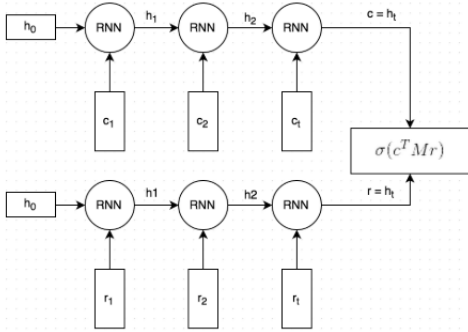 h₀ RNN h₁ RNN h₂ RNN c = hₜ
c₁ c₂ cₜ
σ(cᵀMr)
h₀ RNN h1 RNN h2 RNN r = hₜ
r₁ r₂ rₜ